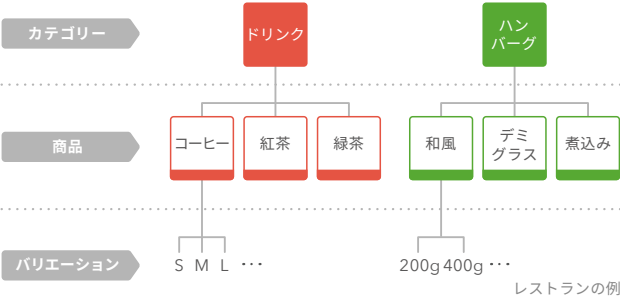 カテゴリー
ドリンク
ハン
バーグ
商品
コーヒー
紅茶
緑茶
和風
デミ
グラス
煮込み
バリエーション
S M L ･･･
200g 400g ･･･
レストランの例